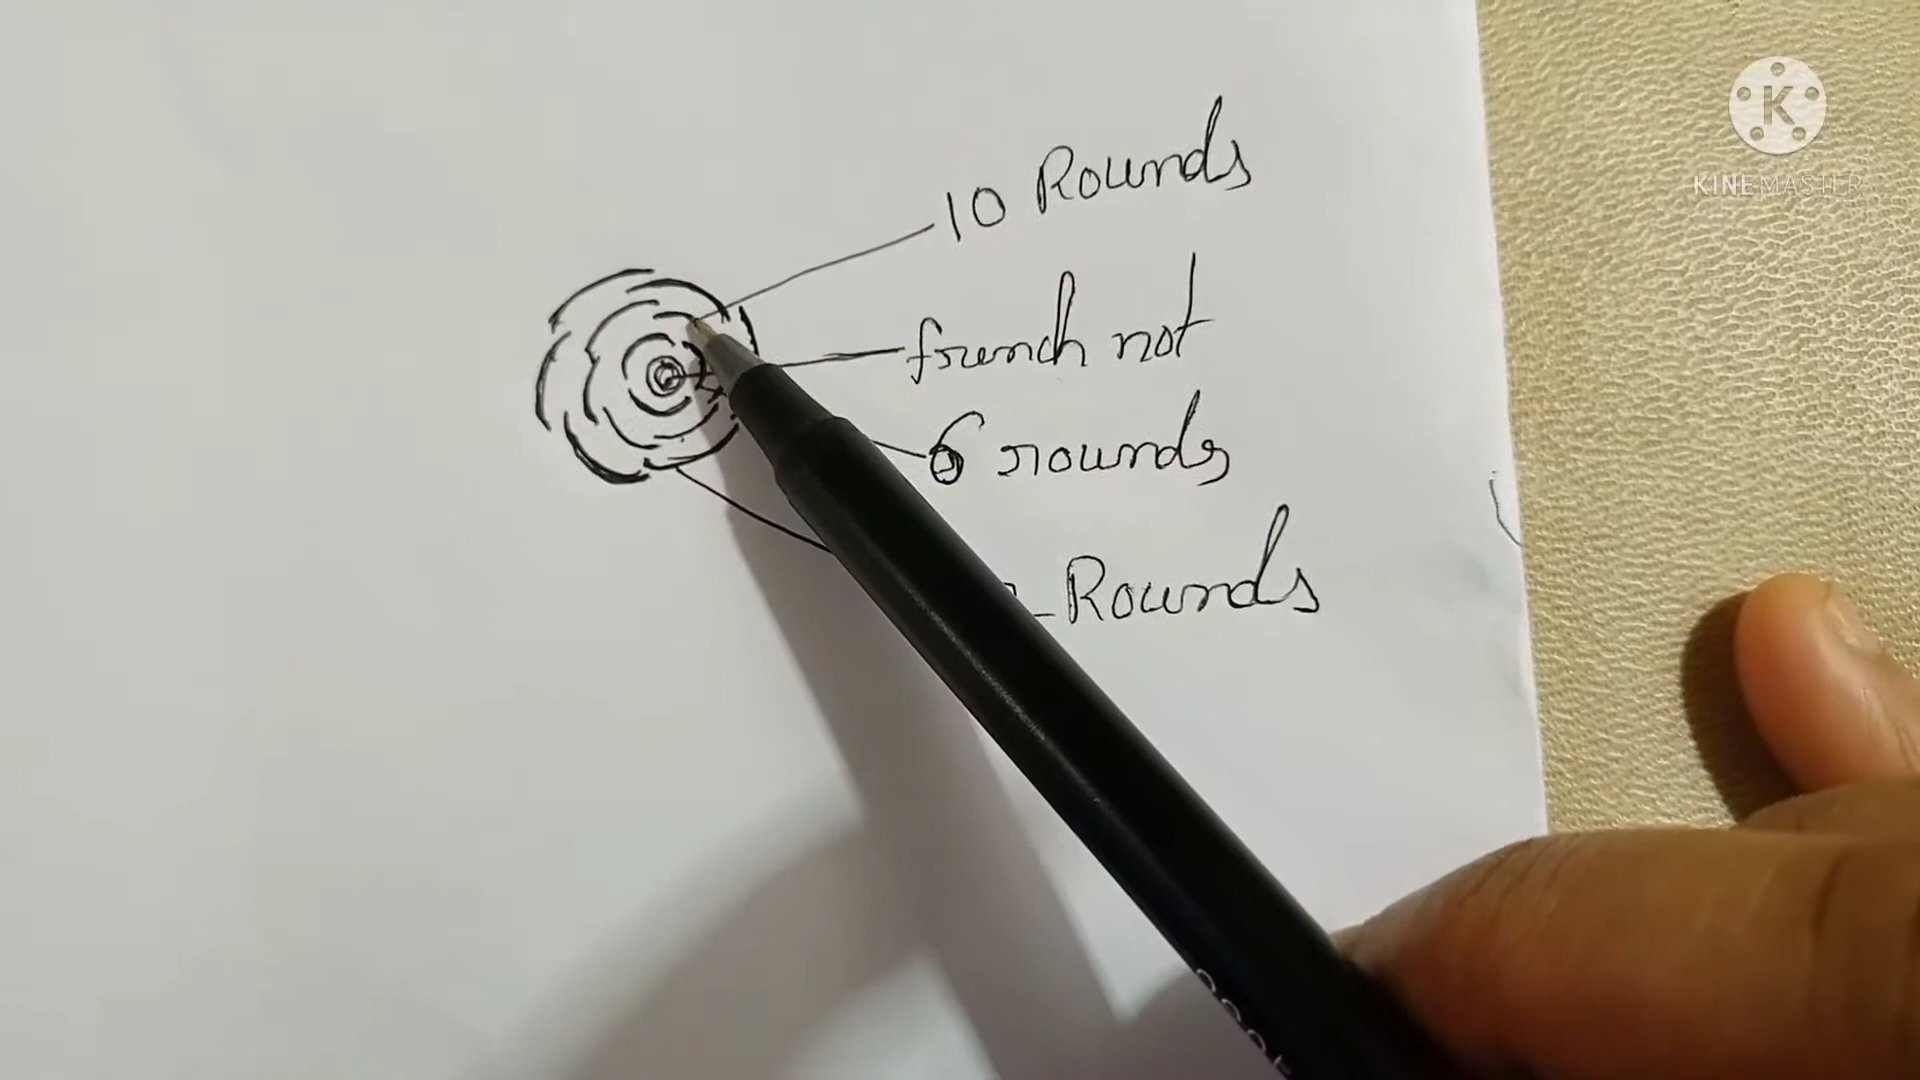 10 Rounds
french not
6 rounds
Rounds
K
KINEMASTER